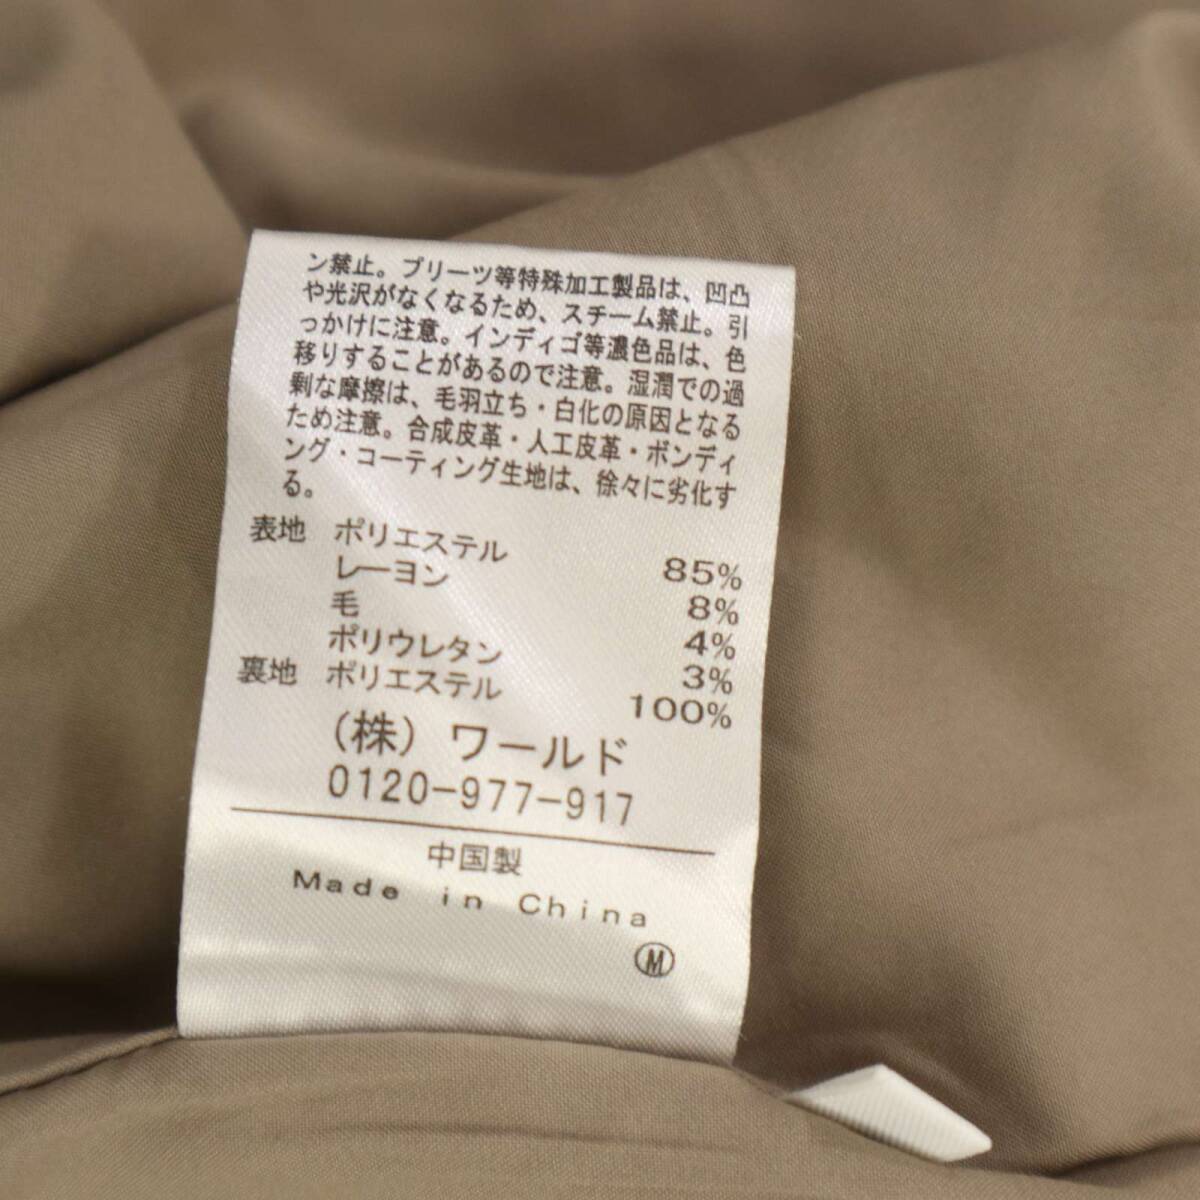 ン禁止。プリーツ等特殊加工製品は、凹凸
や光沢がなくなるため、スチーム禁止。引
っかけに注意。インディゴ等濃色品は、色
移りすることがあるので注意。湿潤での過
剰な摩擦は、毛羽立ち・白化の原因となる
ため注意。合成皮革・人工皮革・ボンディ
ング・コーティング生地は、徐々に劣化す
る。
表地 ポリエステル 85%
レーヨン 8%
毛 4%
ポリウレタン 3%
裏地 ポリエステル 100%
(株) ワールド
0120-977-917
中国製
Made in China
Ⓜ